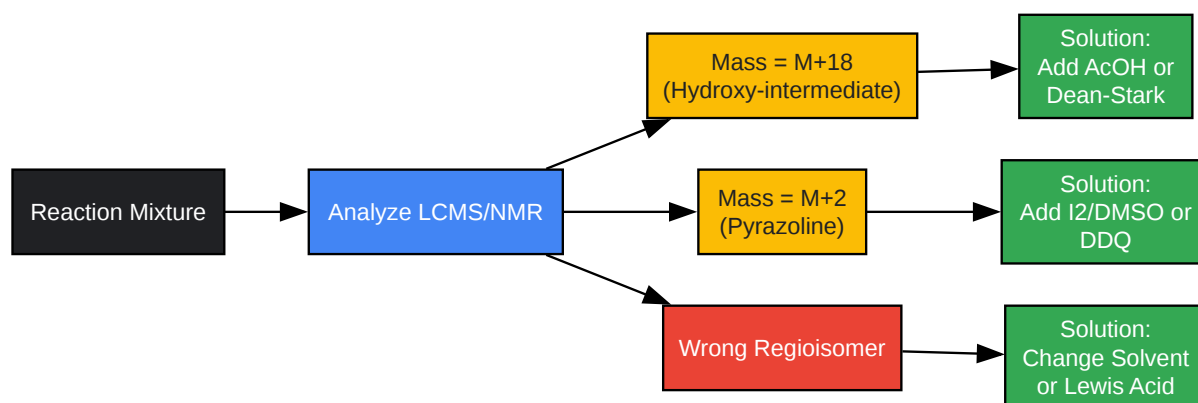 Reaction Mixture
Analyze LCMS/NMR
Mass = M+18
(Hydroxy-intermediate)
Solution:
Add AcOH or
Dean-Stark
Mass = M+2
(Pyrazoline)
Solution:
Add I2/DMSO or
DDQ
Wrong Regioisomer
Solution:
Change Solvent
or Lewis Acid